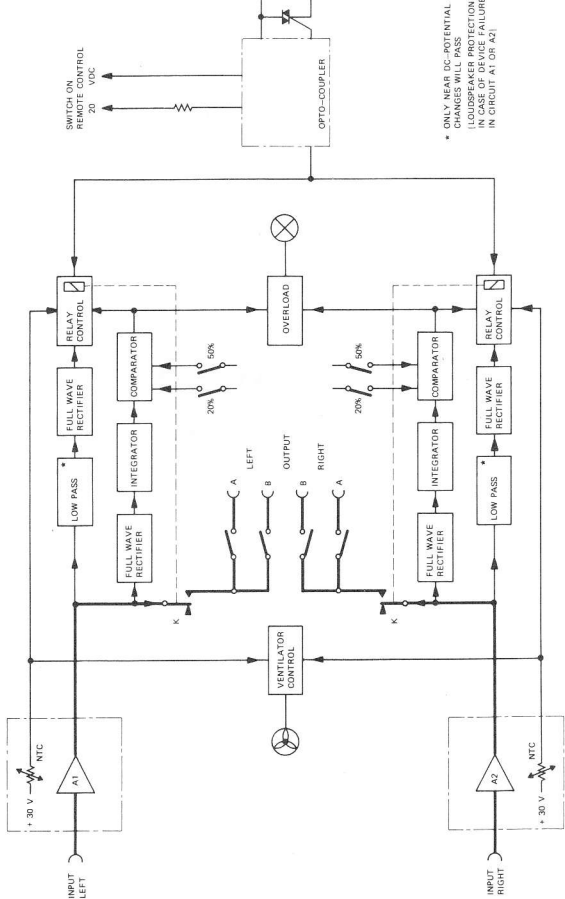 SWITCH ON
REMOTE CONTROL
20 VDC
OPTO-COUPLER
* ONLY NEAR DC-POTENTIAL
CHANGES WILL PASS
(LOUDSPEAKER PROTECTION
IN CASE OF DEVICE FAILURE
IN CIRCUIT A1 OR A2)
RELAY
CONTROL
FULL WAVE
RECTIFIER
LOW PASS
*
COMPARATOR
INTEGRATOR
FULL WAVE
RECTIFIER
50%
20%
OVERLOAD
50%
20%
RELAY
CONTROL
FULL WAVE
RECTIFIER
LOW PASS
*
COMPARATOR
INTEGRATOR
FULL WAVE
RECTIFIER
LEFT
OUTPUT
RIGHT
A
B
B
A
K
K
VENTILATOR
CONTROL
+ 30 V
NTC
A1
INPUT
LEFT
+ 30 V
NTC
A2
INPUT
RIGHT